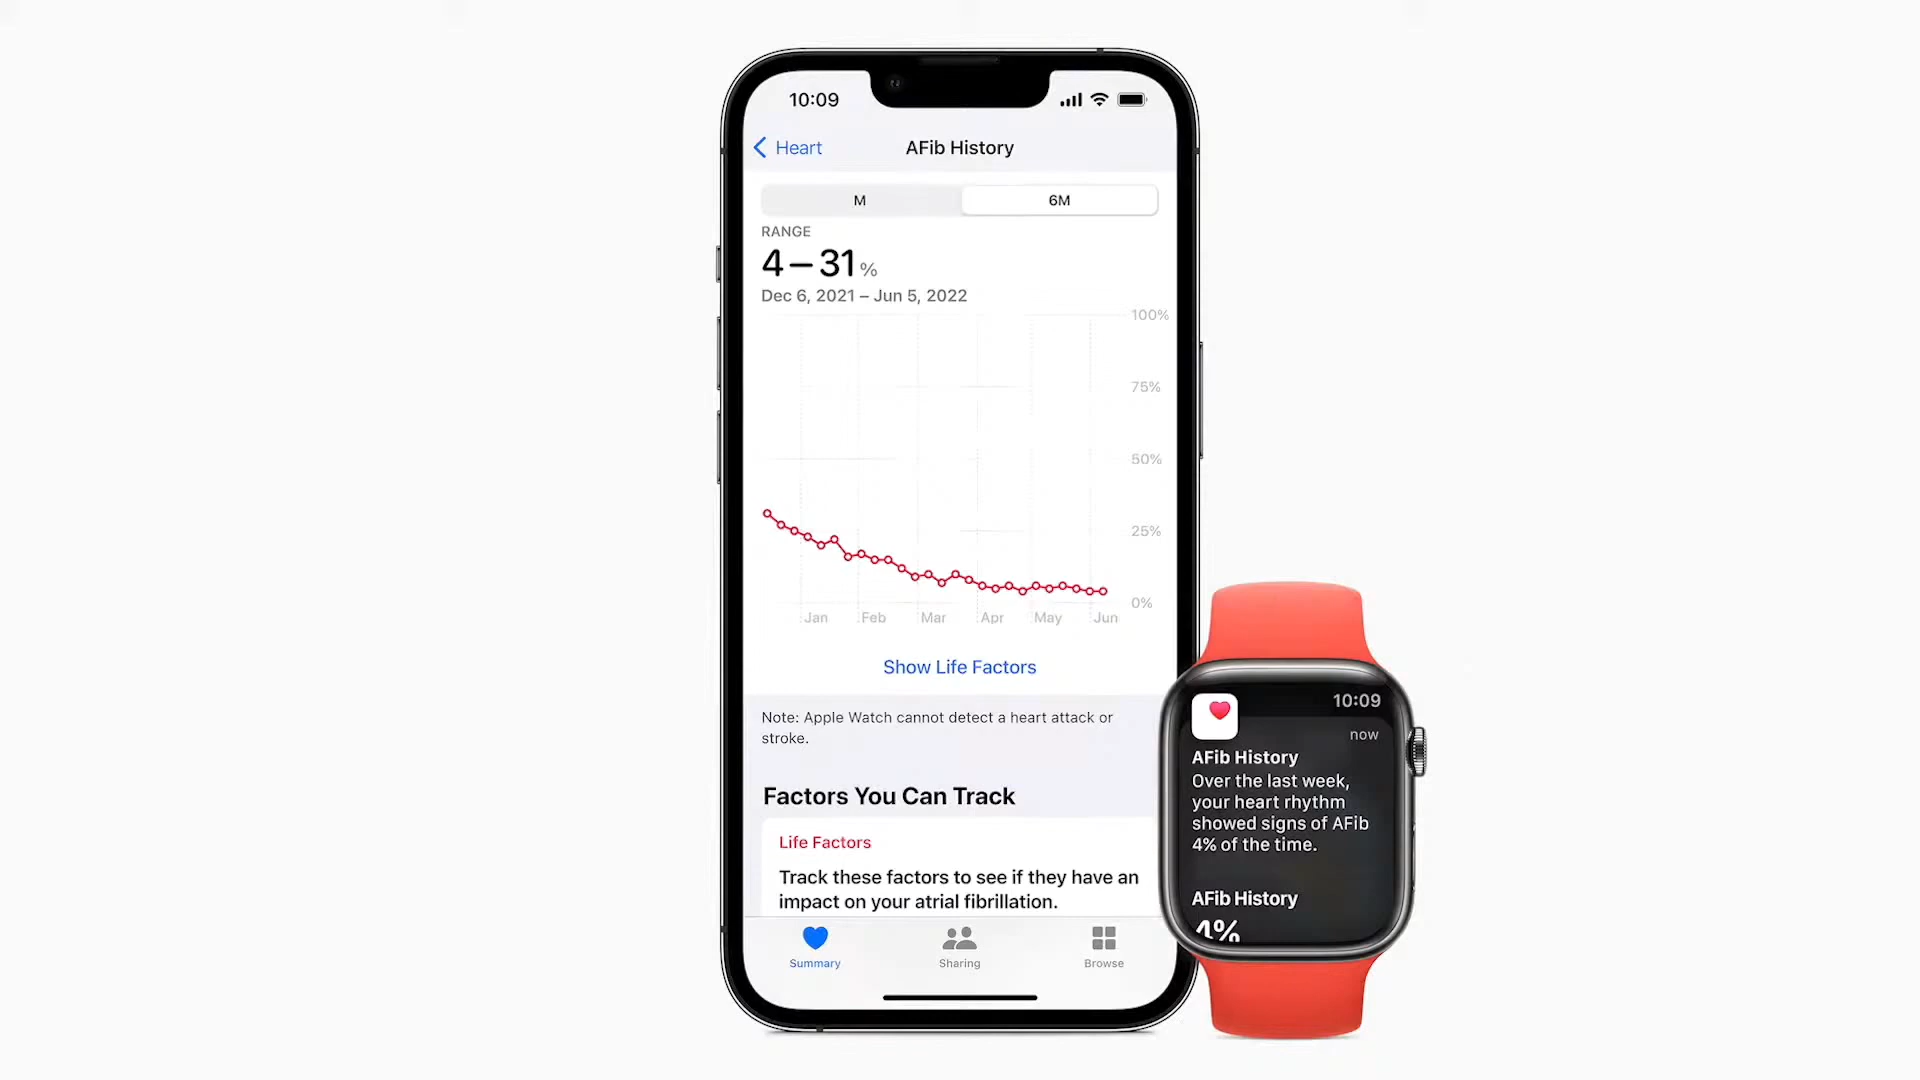 10:09
Heart
AFib History
M
6M
RANGE
4–31 %
Dec 6, 2021 – Jun 5, 2022
100%
75%
50%
25%
0%
Jan Feb Mar Apr May Jun
Show Life Factors
Note: Apple Watch cannot detect a heart attack or
stroke.
Factors You Can Track
Life Factors
Track these factors to see if they have an
impact on your atrial fibrillation.
Summary
Sharing
Browse
10:09
now
AFib History
Over the last week,
your heart rhythm
showed signs of AFib
4% of the time.
AFib History
4%